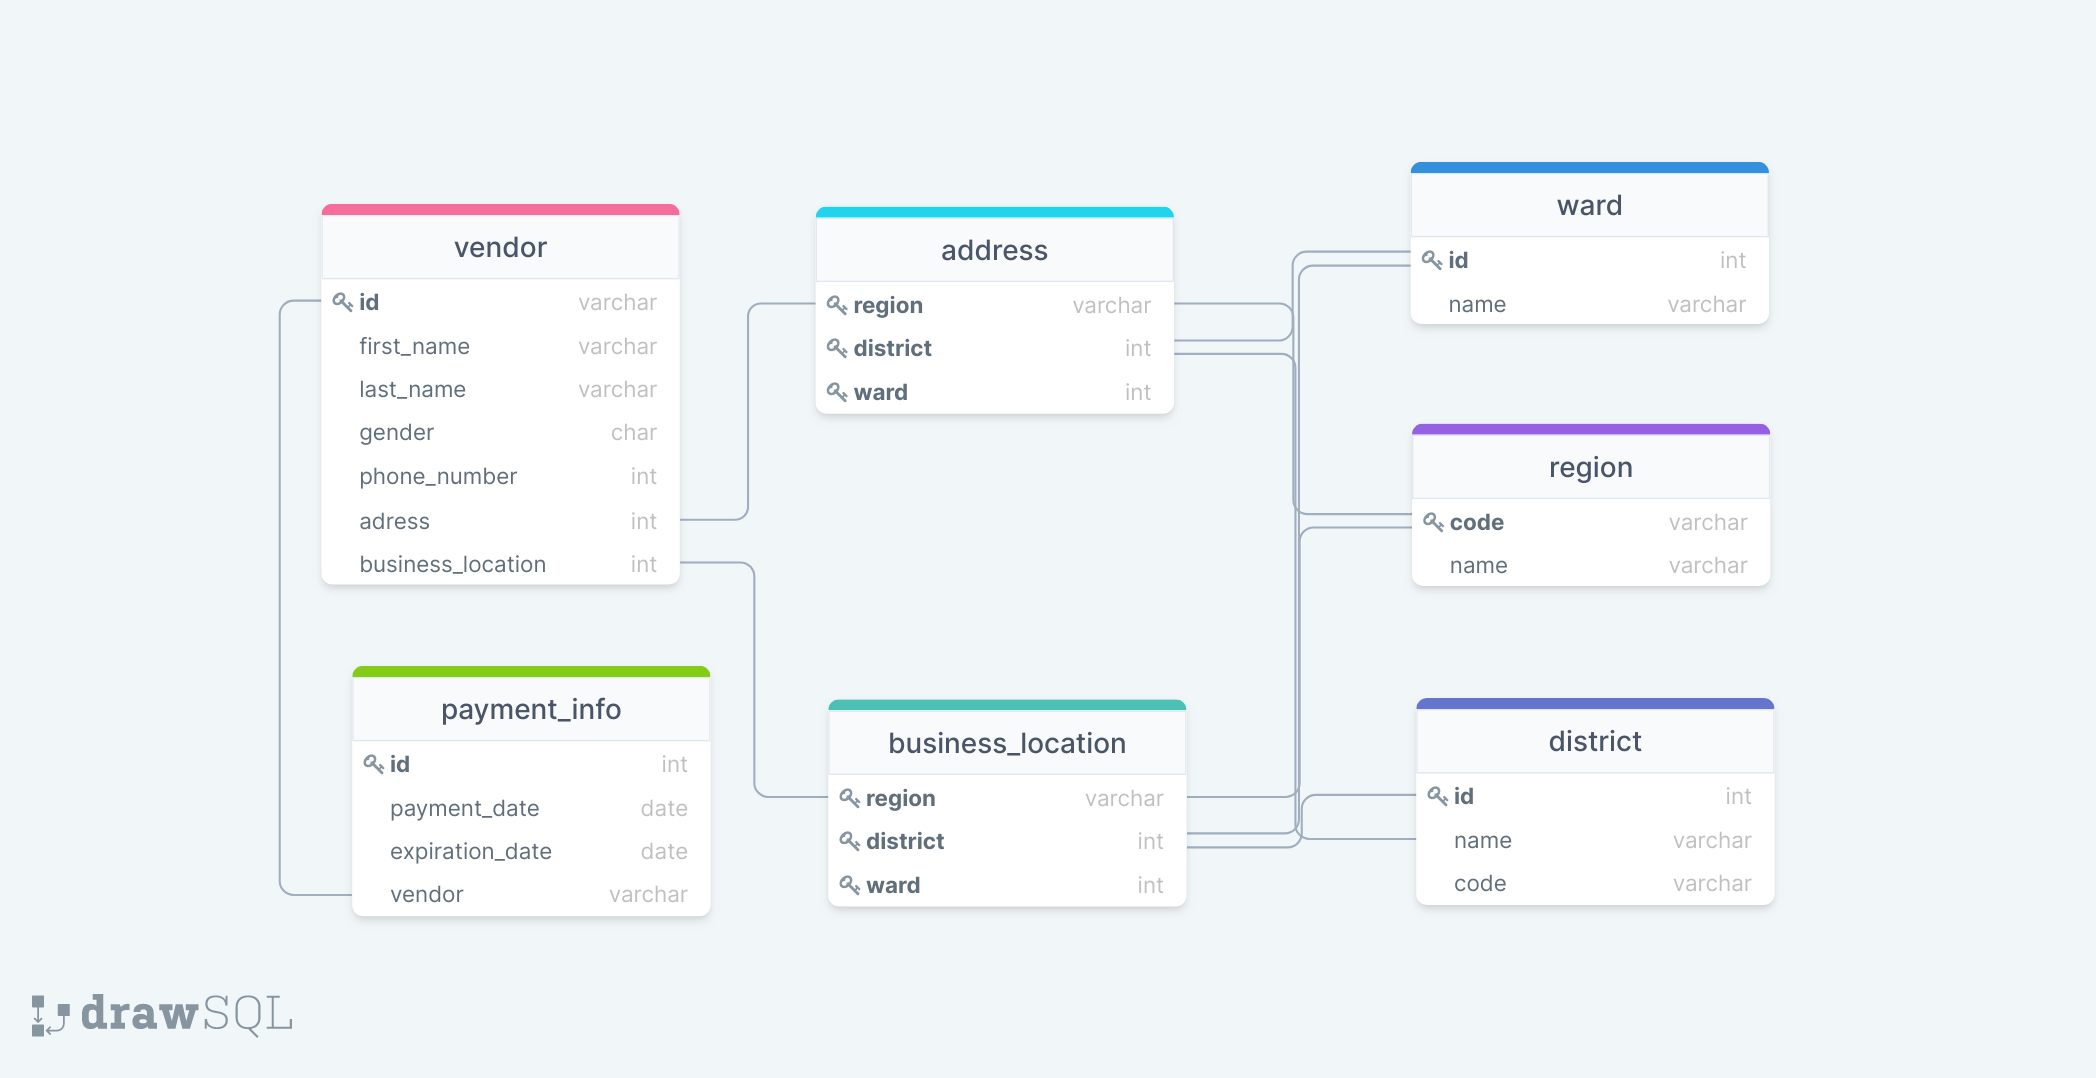 vendor
id varchar
first_name varchar
last_name varchar
gender char
phone_number int
adress int
business_location int
payment_info
id int
payment_date date
expiration_date date
vendor varchar
address
region varchar
district int
ward int
business_location
region varchar
district int
ward int
ward
id int
name varchar
region
code varchar
name varchar
district
id int
name varchar
code varchar
drawSQL